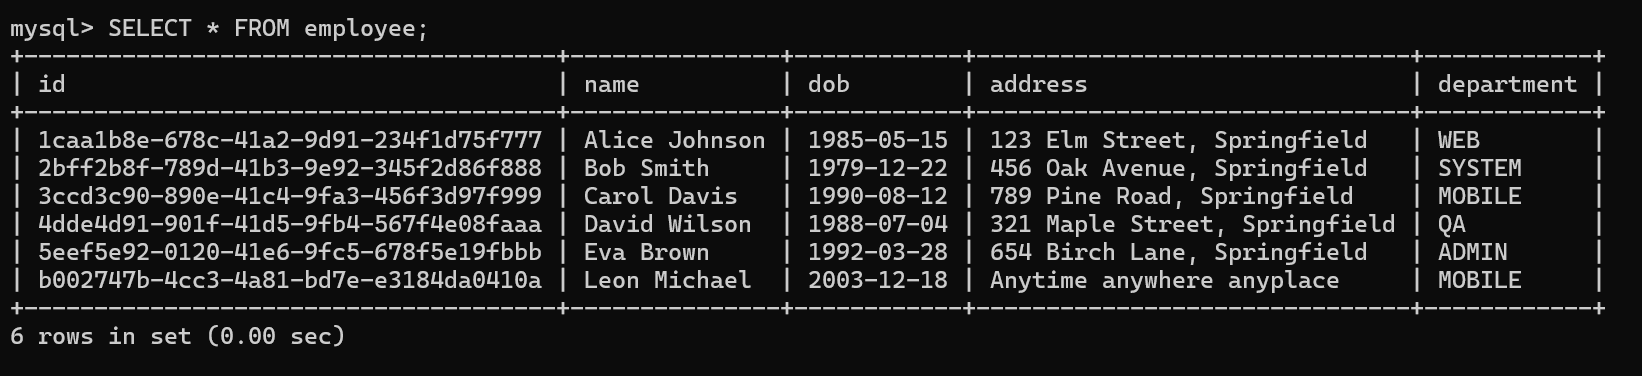 mysql> SELECT * FROM employee;
+--------------------------------------+---------------+------------+-------------------------------+------------+
| id                                   | name          | dob        | address                       | department |
+--------------------------------------+---------------+------------+-------------------------------+------------+
| 1caa1b8e-678c-41a2-9d91-234f1d75f777 | Alice Johnson | 1985-05-15 | 123 Elm Street, Springfield   | WEB        |
| 2bff2b8f-789d-41b3-9e92-345f2d86f888 | Bob Smith     | 1979-12-22 | 456 Oak Avenue, Springfield   | SYSTEM     |
| 3ccd3c90-890e-41c4-9fa3-456f3d97f999 | Carol Davis   | 1990-08-12 | 789 Pine Road, Springfield    | MOBILE     |
| 4dde4d91-901f-41d5-9fb4-567f4e08faaa | David Wilson  | 1988-07-04 | 321 Maple Street, Springfield | QA         |
| 5eef5e92-0120-41e6-9fc5-678f5e19fbbb | Eva Brown     | 1992-03-28 | 654 Birch Lane, Springfield   | ADMIN      |
| b002747b-4cc3-4a81-bd7e-e3184da0410a | Leon Michael  | 2003-12-18 | Anytime anywhere anyplace     | MOBILE     |
+--------------------------------------+---------------+------------+-------------------------------+------------+
6 rows in set (0.00 sec)